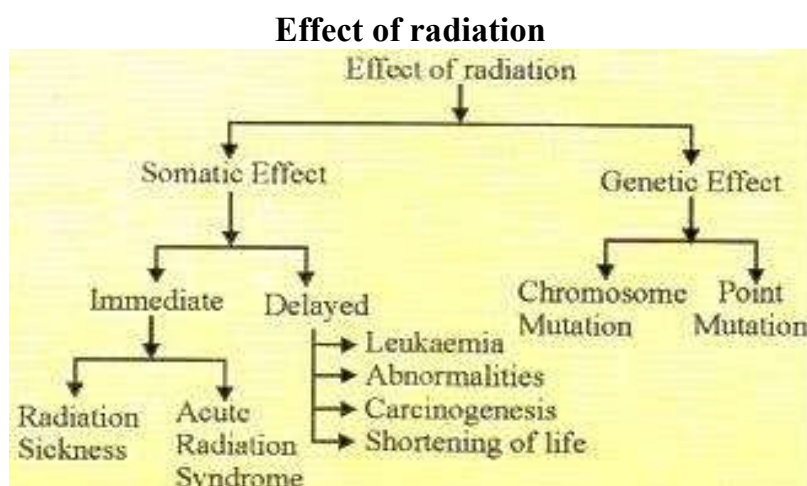 Effect of radiation
Effect of radiation
Somatic Effect
Genetic Effect
Immediate
Delayed
Chromosome
Mutation
Point
Mutation
Leukaemia
Abnormalities
Carcinogenesis
Shortening of life
Radiation
Sickness
Acute
Radiation
Syndrome